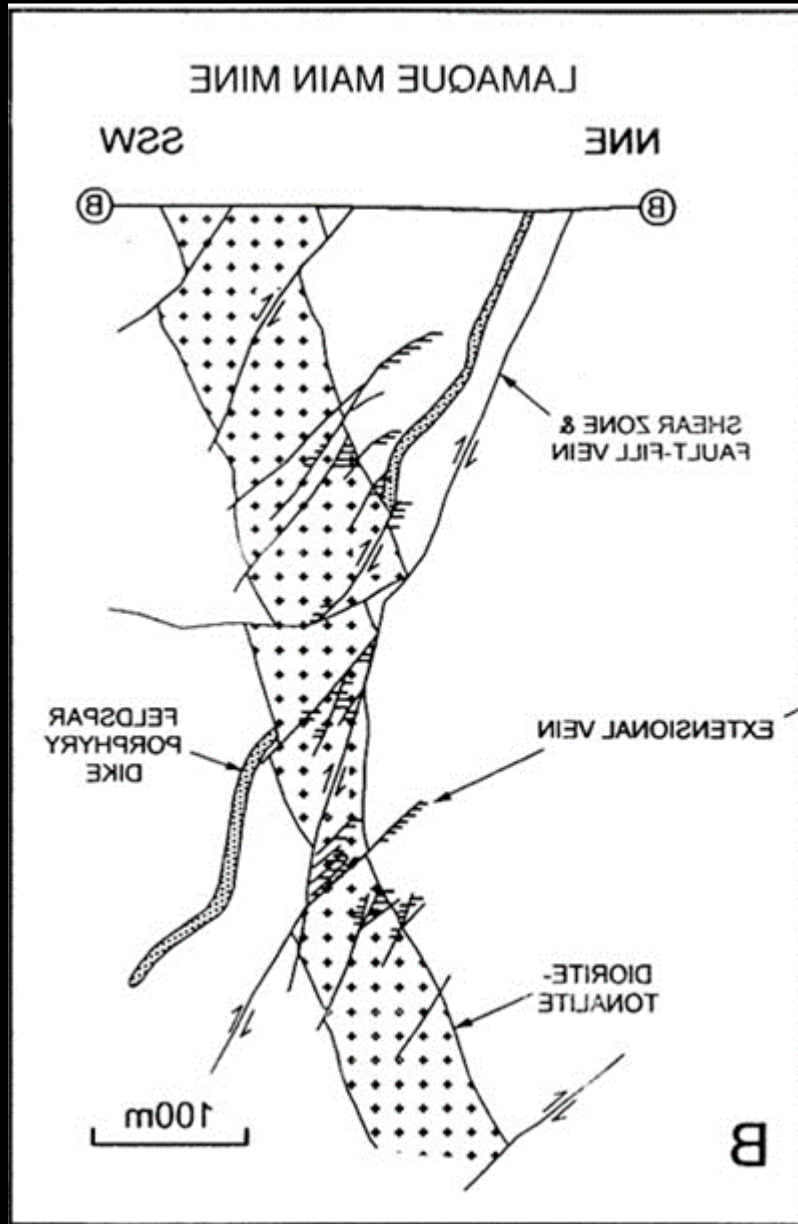 LAMAQUE MAIN MINE
SSW
NNE
B
B
SHEAR ZONE &
FAULT-FILL VEIN
FELDSPAR
PORPHYRY
DIKE
EXTENSIONAL VEIN
DIORITE-
TONALITE
100m
B